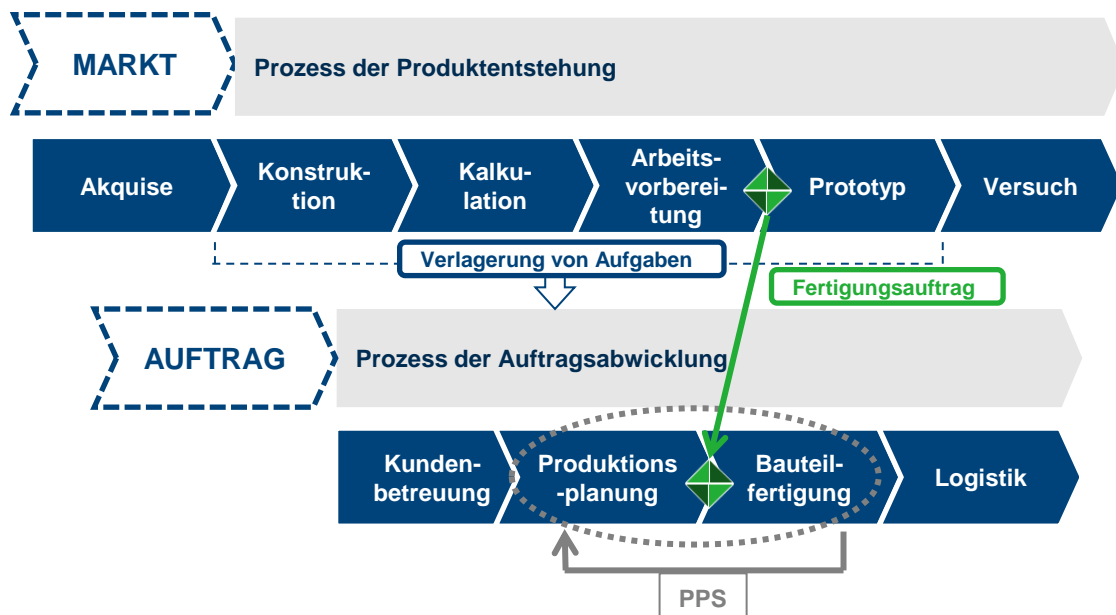 MARKT
Prozess der Produktentstehung
Akquise
Konstruk-
tion
Kalku-
lation
Arbeits-
vorberei-
tung
Prototyp
Versuch
Verlagerung von Aufgaben
Fertigungsauftrag
AUFTRAG
Prozess der Auftragsabwicklung
Kunden-
betreuung
Produktions
-planung
Bauteil-
fertigung
Logistik
PPS